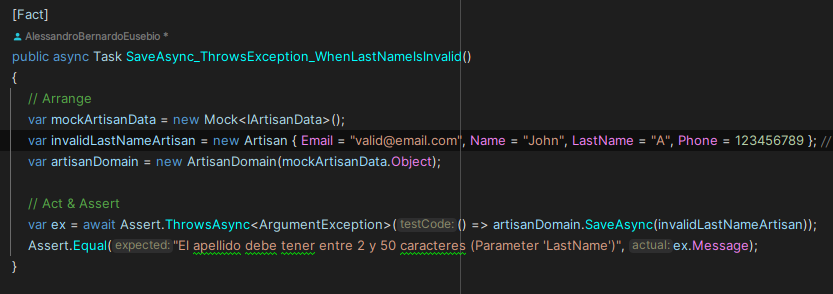 [Fact]
AlessandroBernardoEusebio *
public async Task SaveAsync_ThrowsException_WhenLastNameIsInvalid()
{
// Arrange
var mockArtisanData = new Mock<IArtisanData>();
var invalidLastNameArtisan = new Artisan { Email = "valid@email.com", Name = "John", LastName = "A", Phone = 123456789 }; //
var artisanDomain = new ArtisanDomain(mockArtisanData.Object);
// Act & Assert
var ex = await Assert.ThrowsAsync<ArgumentException>( testCode: () => artisanDomain.SaveAsync(invalidLastNameArtisan));
Assert.Equal( expected: "El apellido debe tener entre 2 y 50 caracteres (Parameter 'LastName')", actual: ex.Message);
}